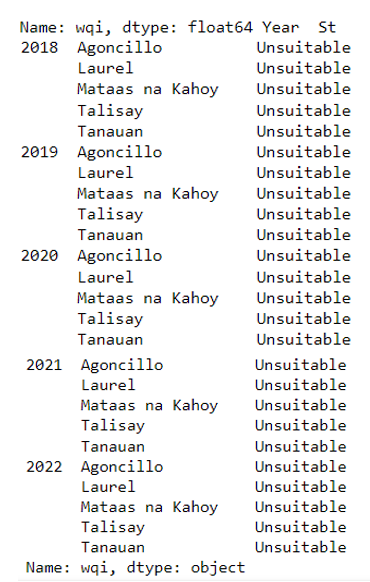 Name: wqi, dtype: float64 Year  St
2018  Agoncillo         Unsuitable
      Laurel            Unsuitable
      Mataas na Kahoy   Unsuitable
      Talisay           Unsuitable
      Tanauan           Unsuitable
2019  Agoncillo         Unsuitable
      Laurel            Unsuitable
      Mataas na Kahoy   Unsuitable
      Talisay           Unsuitable
      Tanauan           Unsuitable
2020  Agoncillo         Unsuitable
      Laurel            Unsuitable
      Mataas na Kahoy   Unsuitable
      Talisay           Unsuitable
      Tanauan           Unsuitable
2021  Agoncillo         Unsuitable
      Laurel            Unsuitable
      Mataas na Kahoy   Unsuitable
      Talisay           Unsuitable
      Tanauan           Unsuitable
2022  Agoncillo         Unsuitable
      Laurel            Unsuitable
      Mataas na Kahoy   Unsuitable
      Talisay           Unsuitable
      Tanauan           Unsuitable
Name: wqi, dtype: object